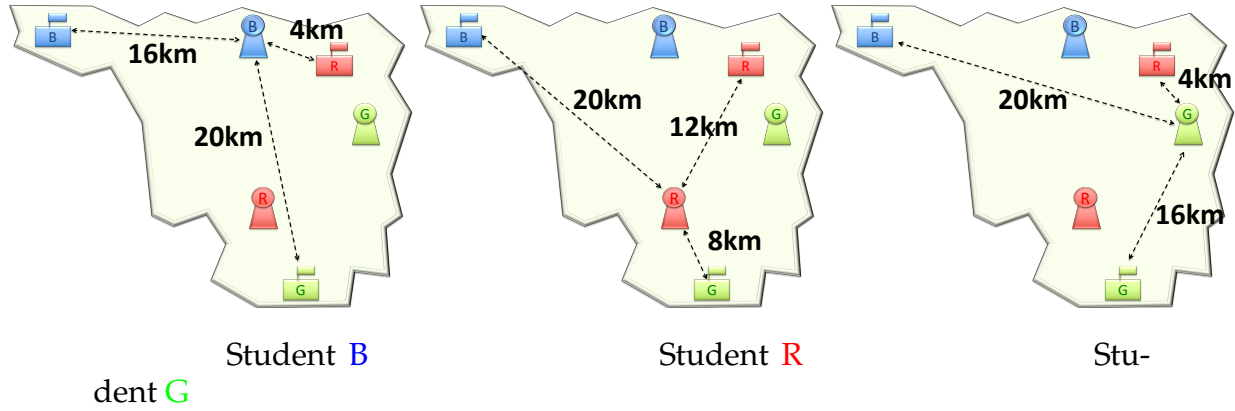 B B 4km B B
16km R R R
G 20km G 20km 4km G
20km 12km
R R R
8km 16km
G G G
Student B Student R Stu-
dent G